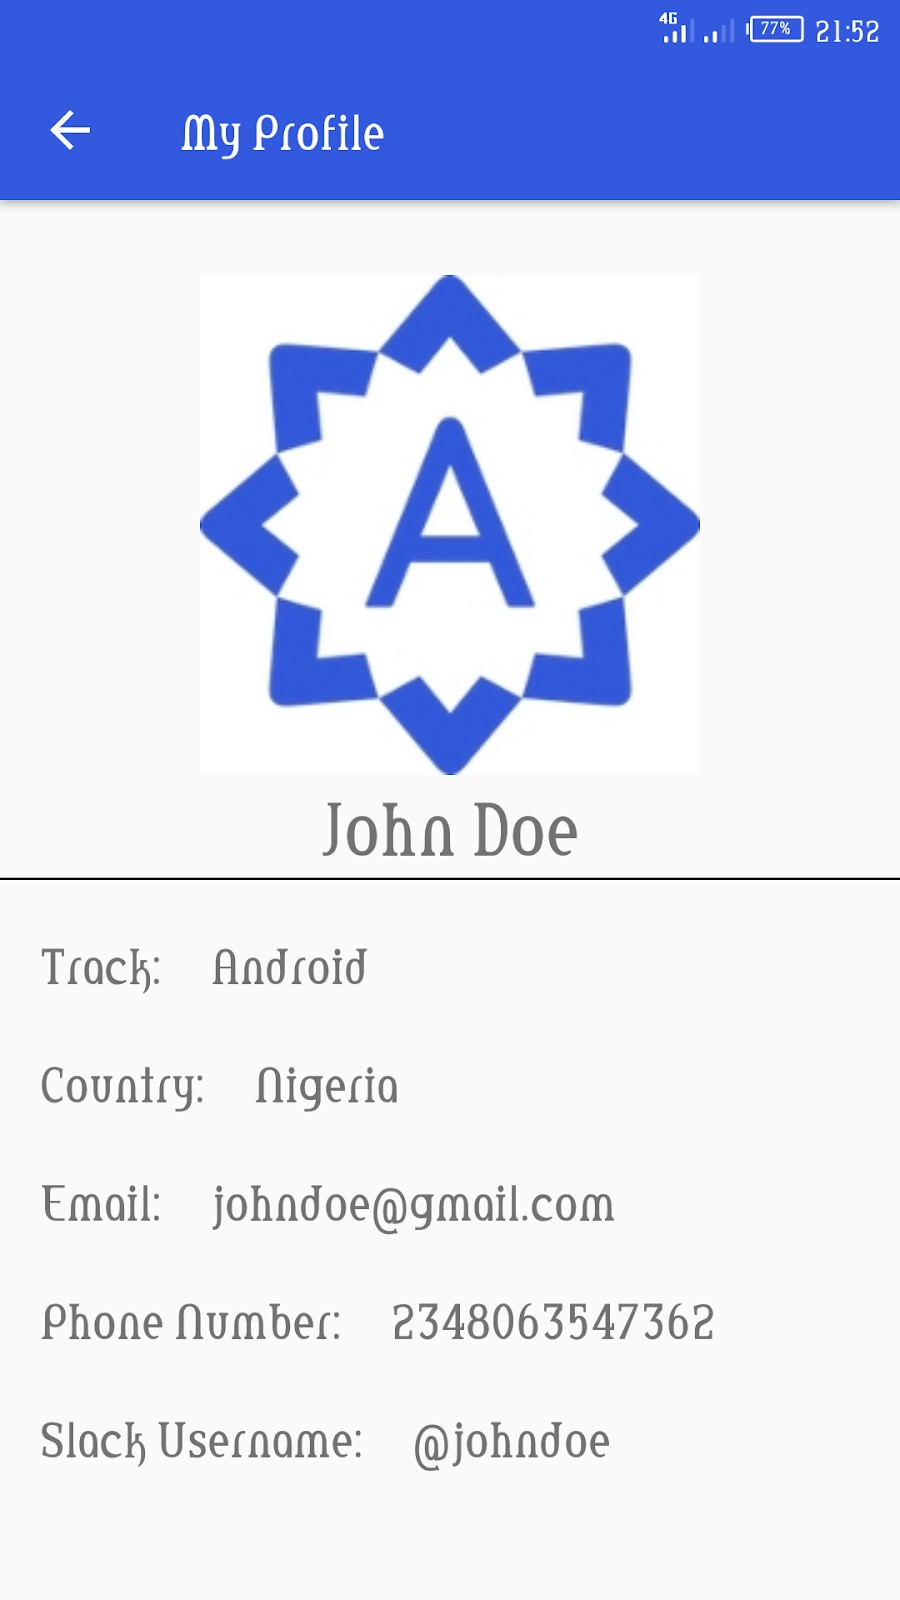 4G 77% 21:52
My Profile
A
John Doe
Track: Android
Country: Nigeria
Email: johndoe@gmail.com
Phone Number: 2348063547362
Slack Username: @johndoe